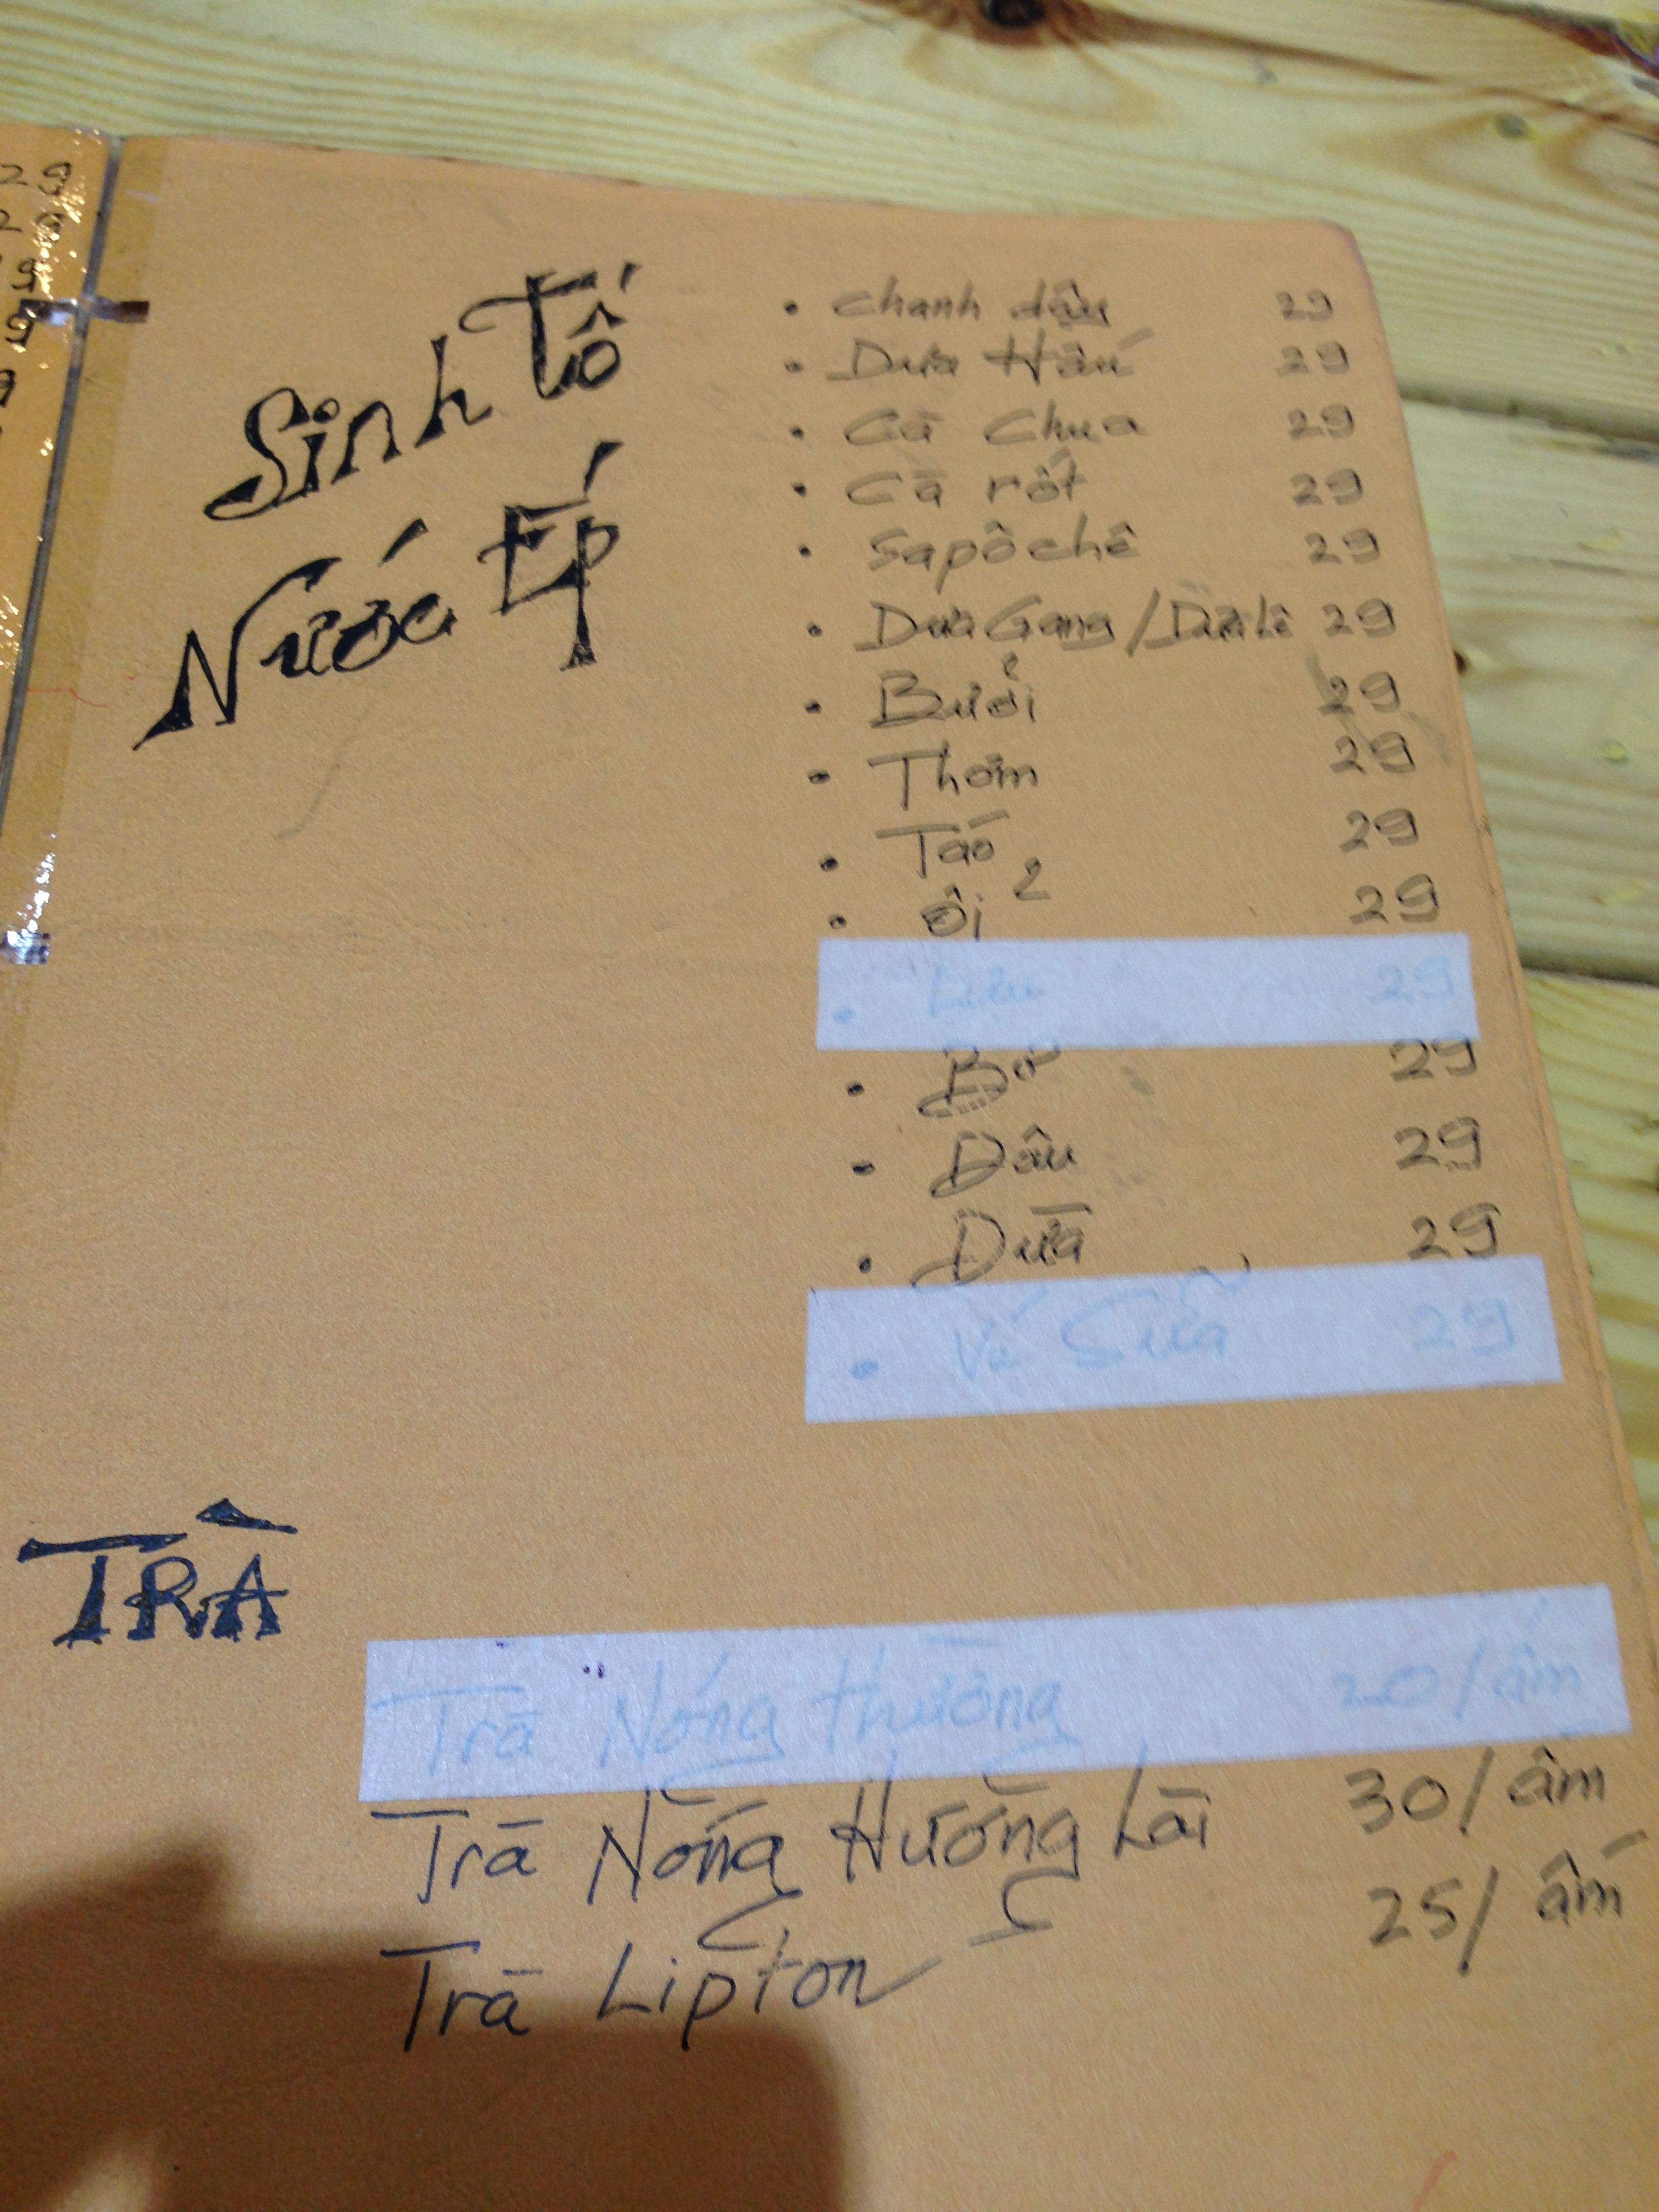 29
29
Sinh Tố
Nước Ép
• chanh dây 29
• Dưa Hấu 29
• Cà Chua 29
• Cà rốt 29
• Sapôchê 29
• Dưa Gang/Dưa Lê 29
• Bưởi 29
• Thơm 29
• Táo 29
• ổi 29
• Lựu 29
• Bơ 29
• Dâu 29
• Dừa 29
• Vú Sữa 29
TRÀ
Trà Nóng Thường 20/ấm
Trà Nóng Hương Lài 30/ấm
Trà Lipton 25/ấm